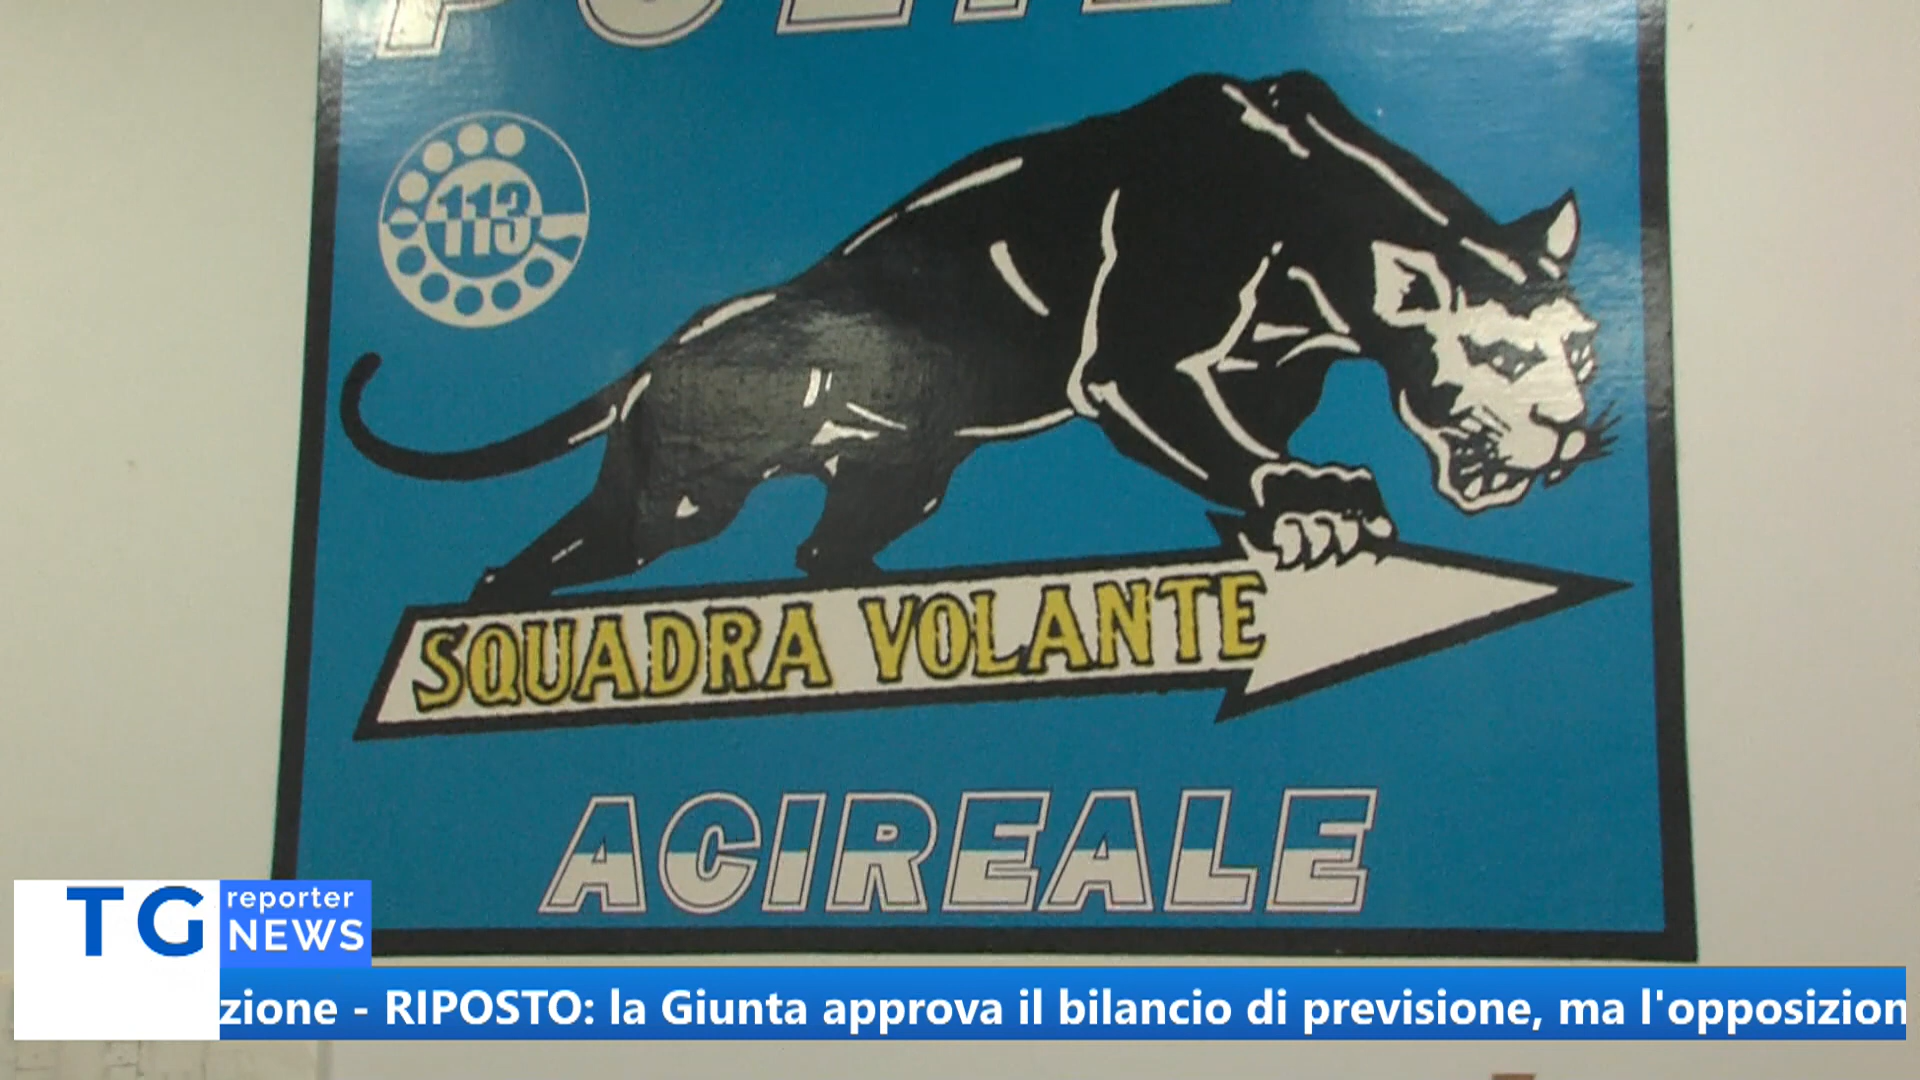 113
SQUADRA VOLANTE
ACIREALE
TG reporter
NEWS
zione - RIPOSTO: la Giunta approva il bilancio di previsione, ma l'opposizion